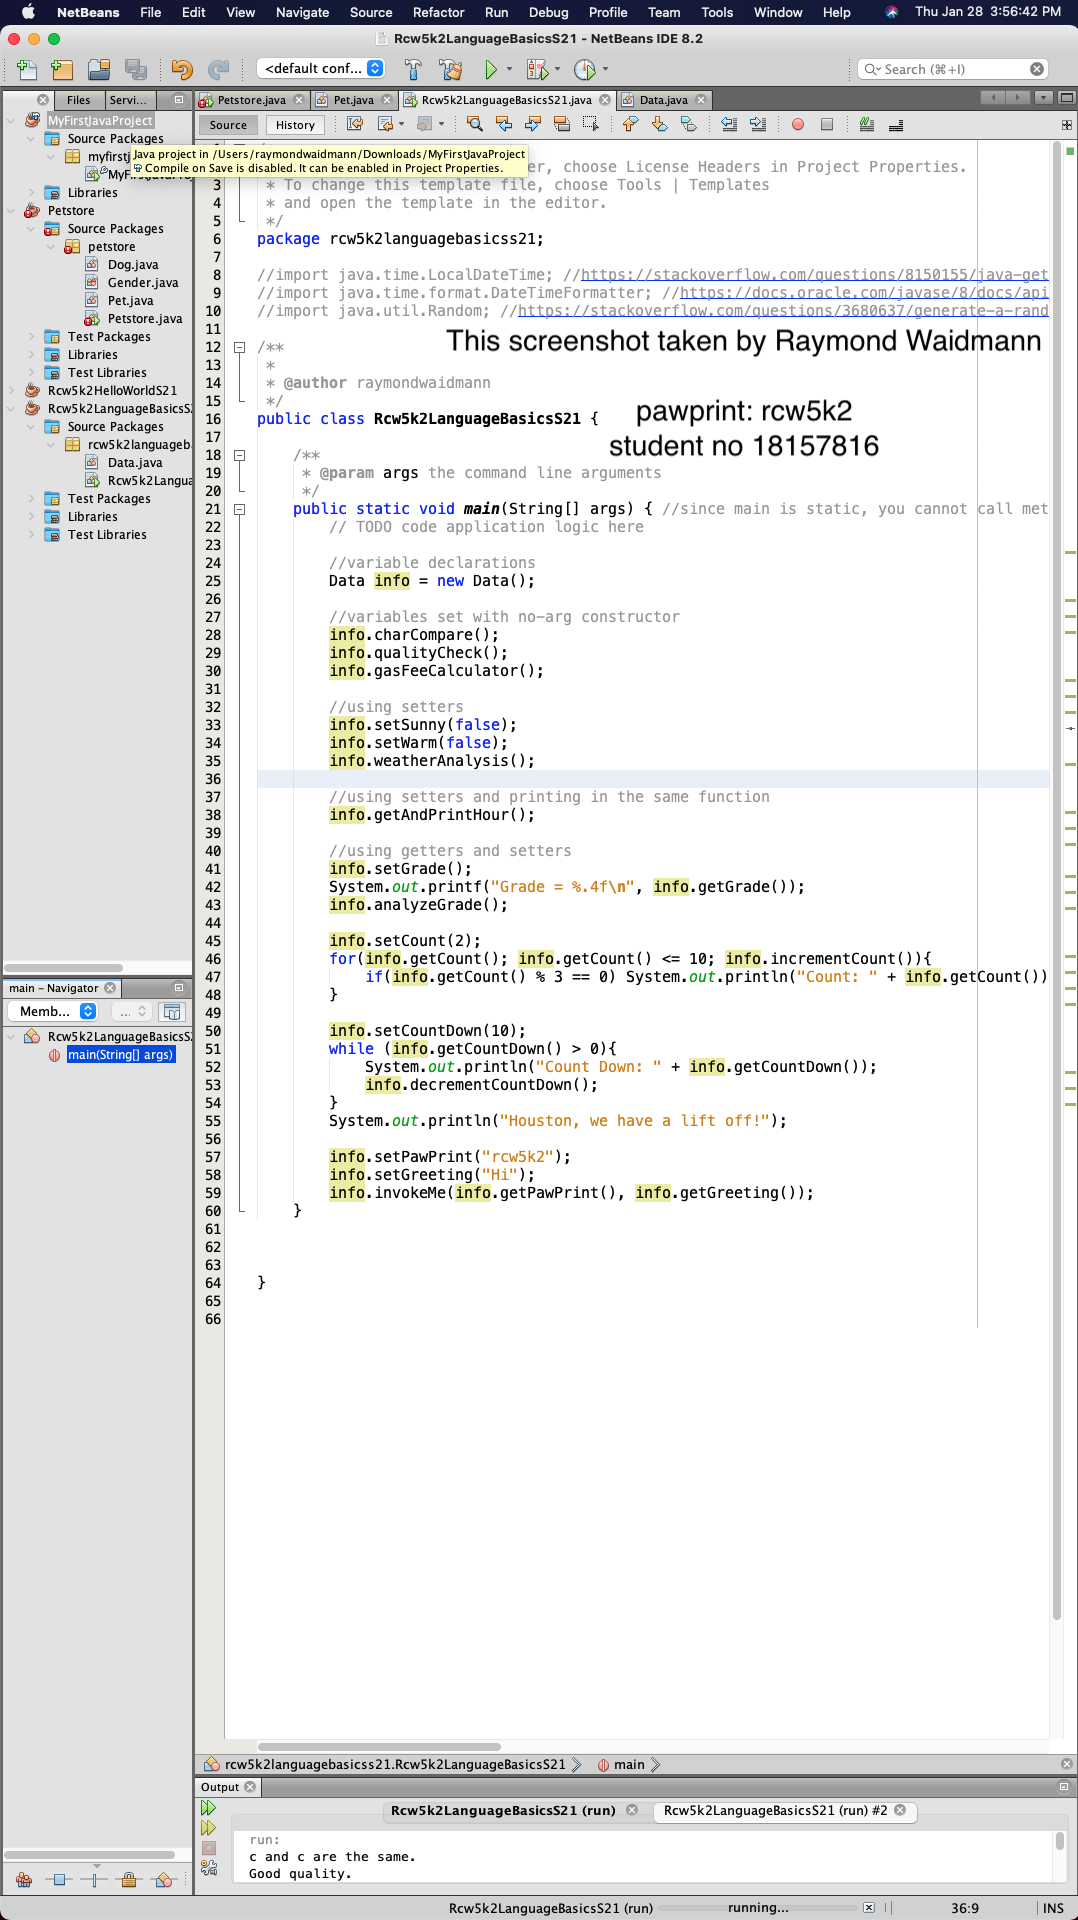 NetBeans File Edit View Navigate Source Refactor Run Debug Profile Team Tools Window Help Thu Jan 28 3:56:42 PM
Rcw5k2LanguageBasicsS21 - NetBeans IDE 8.2
<default conf... Search (⌘+I)
Files Servi... Petstore.java Pet.java Rcw5k2LanguageBasicsS21.java Data.java
Source History
MyFirstJavaProject
Source Packages
myfirstj
MyFirstJavaPro
Libraries
Petstore
Source Packages
petstore
Dog.java
Gender.java
Pet.java
Petstore.java
Test Packages
Libraries
Test Libraries
Rcw5k2HelloWorldS21
Rcw5k2LanguageBasicsS
Source Packages
rcw5k2languageb
Data.java
Rcw5k2Langua
Test Packages
Libraries
Test Libraries
Java project in /Users/raymondwaidmann/Downloads/MyFirstJavaProject
Compile on Save is disabled. It can be enabled in Project Properties.
er, choose License Headers in Project Properties.
3 * To change this template file, choose Tools | Templates
4 * and open the template in the editor.
5 */
6 package rcw5k2languagebasicss21;
7
8 //import java.time.LocalDateTime; //https://stackoverflow.com/questions/8150155/java-get
9 //import java.time.format.DateTimeFormatter; //https://docs.oracle.com/javase/8/docs/api
10 //import java.util.Random; //https://stackoverflow.com/questions/3680637/generate-a-rand
11
This screenshot taken by Raymond Waidmann
12 /**
13 *
14 * @author raymondwaidmann
15 */
pawprint: rcw5k2
16 public class Rcw5k2LanguageBasicsS21 {
17
student no 18157816
18 /**
19 * @param args the command line arguments
20 */
21 public static void main(String[] args) { //since main is static, you cannot call met
22 // TODO code application logic here
23
24 //variable declarations
25 Data info = new Data();
26
27 //variables set with no-arg constructor
28 info.charCompare();
29 info.qualityCheck();
30 info.gasFeeCalculator();
31
32 //using setters
33 info.setSunny(false);
34 info.setWarm(false);
35 info.weatherAnalysis();
36
37 //using setters and printing in the same function
38 info.getAndPrintHour();
39
40 //using getters and setters
41 info.setGrade();
42 System.out.printf("Grade = %.4f\n", info.getGrade());
43 info.analyzeGrade();
44
45 info.setCount(2);
46 for(info.getCount(); info.getCount() <= 10; info.incrementCount()){
47 if(info.getCount() % 3 == 0) System.out.println("Count: " + info.getCount())
48 }
49
50 info.setCountDown(10);
51 while (info.getCountDown() > 0){
52 System.out.println("Count Down: " + info.getCountDown());
53 info.decrementCountDown();
54 }
55 System.out.println("Houston, we have a lift off!");
56
57 info.setPawPrint("rcw5k2");
58 info.setGreeting("Hi");
59 info.invokeMe(info.getPawPrint(), info.getGreeting());
60 }
61
62
63
64 }
65
66
main - Navigator
Memb... ...
Rcw5k2LanguageBasicsS
main(String[] args)
rcw5k2languagebasicss21.Rcw5k2LanguageBasicsS21 main
Output
Rcw5k2LanguageBasicsS21 (run) Rcw5k2LanguageBasicsS21 (run) #2
run:
c and c are the same.
Good quality.
Rcw5k2LanguageBasicsS21 (run) running... 36:9 INS